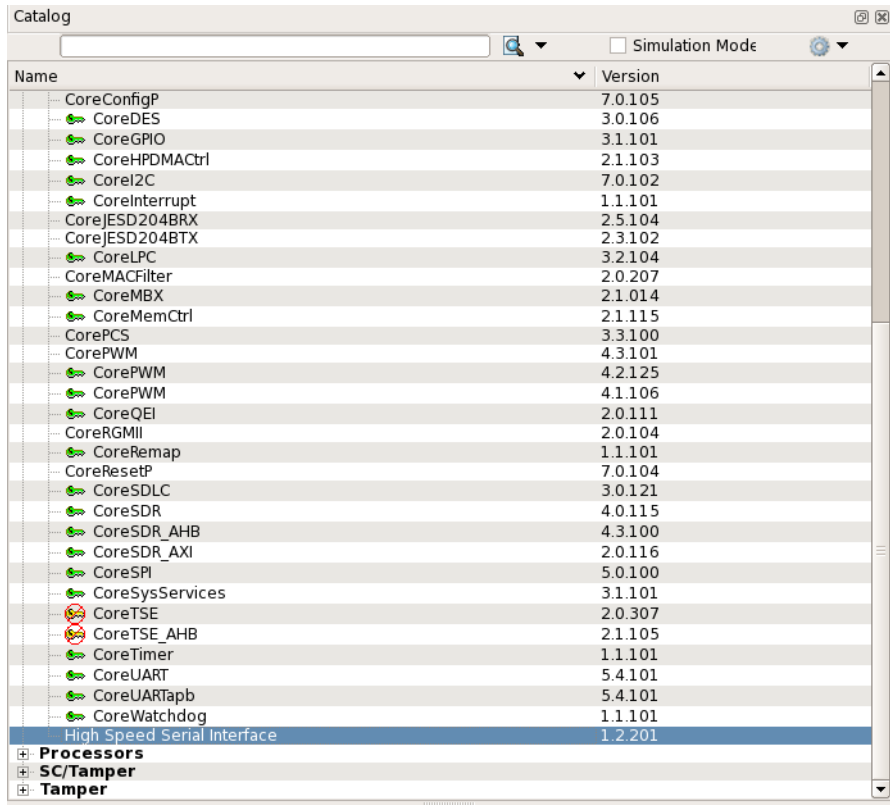 Catalog
Simulation Mode
Name Version
CoreConfigP 7.0.105
CoreDES 3.0.106
CoreGPIO 3.1.101
CoreHPDMACtrl 2.1.103
CoreI2C 7.0.102
CoreInterrupt 1.1.101
CoreJESD204BRX 2.5.104
CoreJESD204BTX 2.3.102
CoreLPC 3.2.104
CoreMACFilter 2.0.207
CoreMBX 2.1.014
CoreMemCtrl 2.1.115
CorePCS 3.3.100
CorePWM 4.3.101
CorePWM 4.2.125
CorePWM 4.1.106
CoreQEI 2.0.111
CoreRGMII 2.0.104
CoreRemap 1.1.101
CoreResetP 7.0.104
CoreSDLC 3.0.121
CoreSDR 4.0.115
CoreSDR_AHB 4.3.100
CoreSDR_AXI 2.0.116
CoreSPI 5.0.100
CoreSysServices 3.1.101
CoreTSE 2.0.307
CoreTSE_AHB 2.1.105
CoreTimer 1.1.101
CoreUART 5.4.101
CoreUARTapb 5.4.101
CoreWatchdog 1.1.101
High Speed Serial Interface 1.2.201
Processors
SC/Tamper
Tamper